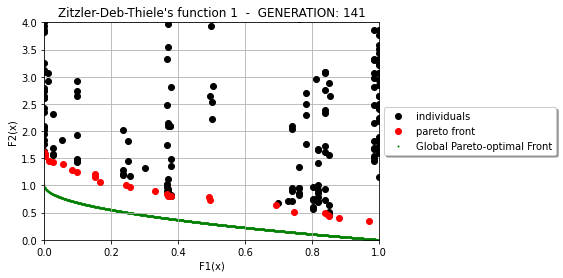 Zitzler-Deb-Thiele's function 1 - GENERATION: 141
4.0
3.5
3.0
2.5
2.0
1.5
1.0
0.5
0.0
F2(x)
0.0 0.2 0.4 0.6 0.8 1.0
F1(x)
individuals
pareto front
Global Pareto-optimal Front